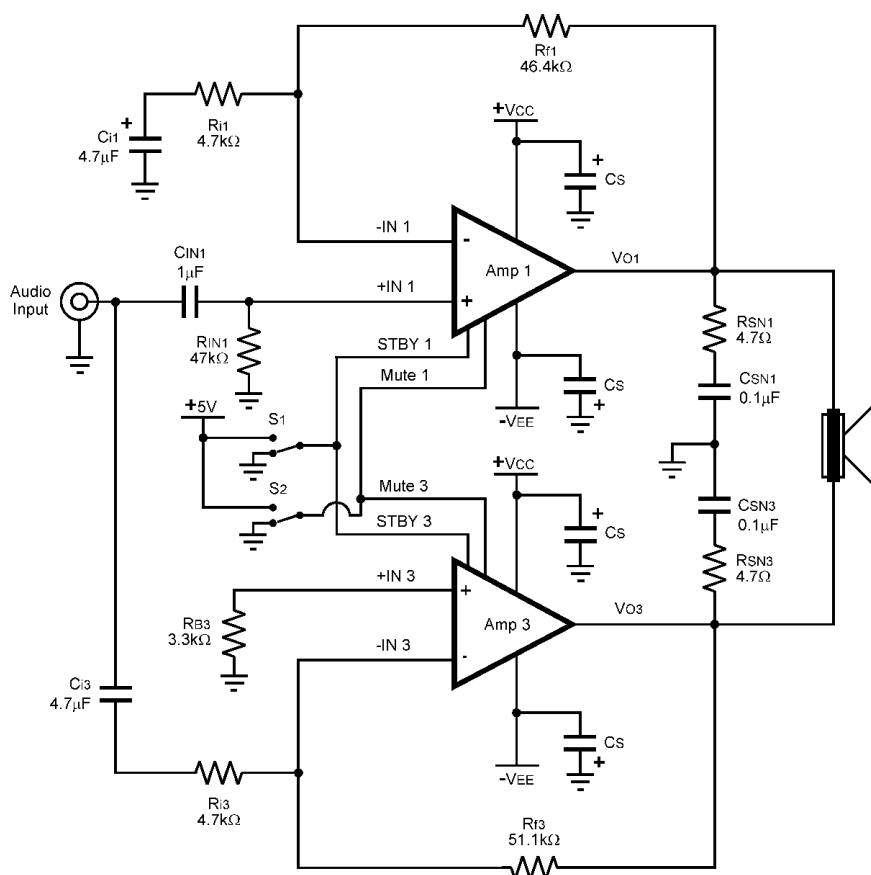 Rf1
46.4kΩ
+VCC
+
Ri1
4.7kΩ
+
Ci1
4.7µF
CS
-IN 1
-
Amp 1
VO1
CIN1
1µF
Audio
Input
+IN 1
+
RIN1
47kΩ
STBY 1
Mute 1
RSN1
4.7Ω
CS
+
CSN1
0.1µF
+5V
S1
-VEE
+VCC
S2
Mute 3
+
CS
STBY 3
CSN3
0.1µF
RSN3
4.7Ω
+IN 3
+
Amp 3
VO3
RB3
3.3kΩ
-IN 3
-
Ci3
4.7µF
CS
+
-VEE
Ri3
4.7kΩ
Rf3
51.1kΩ